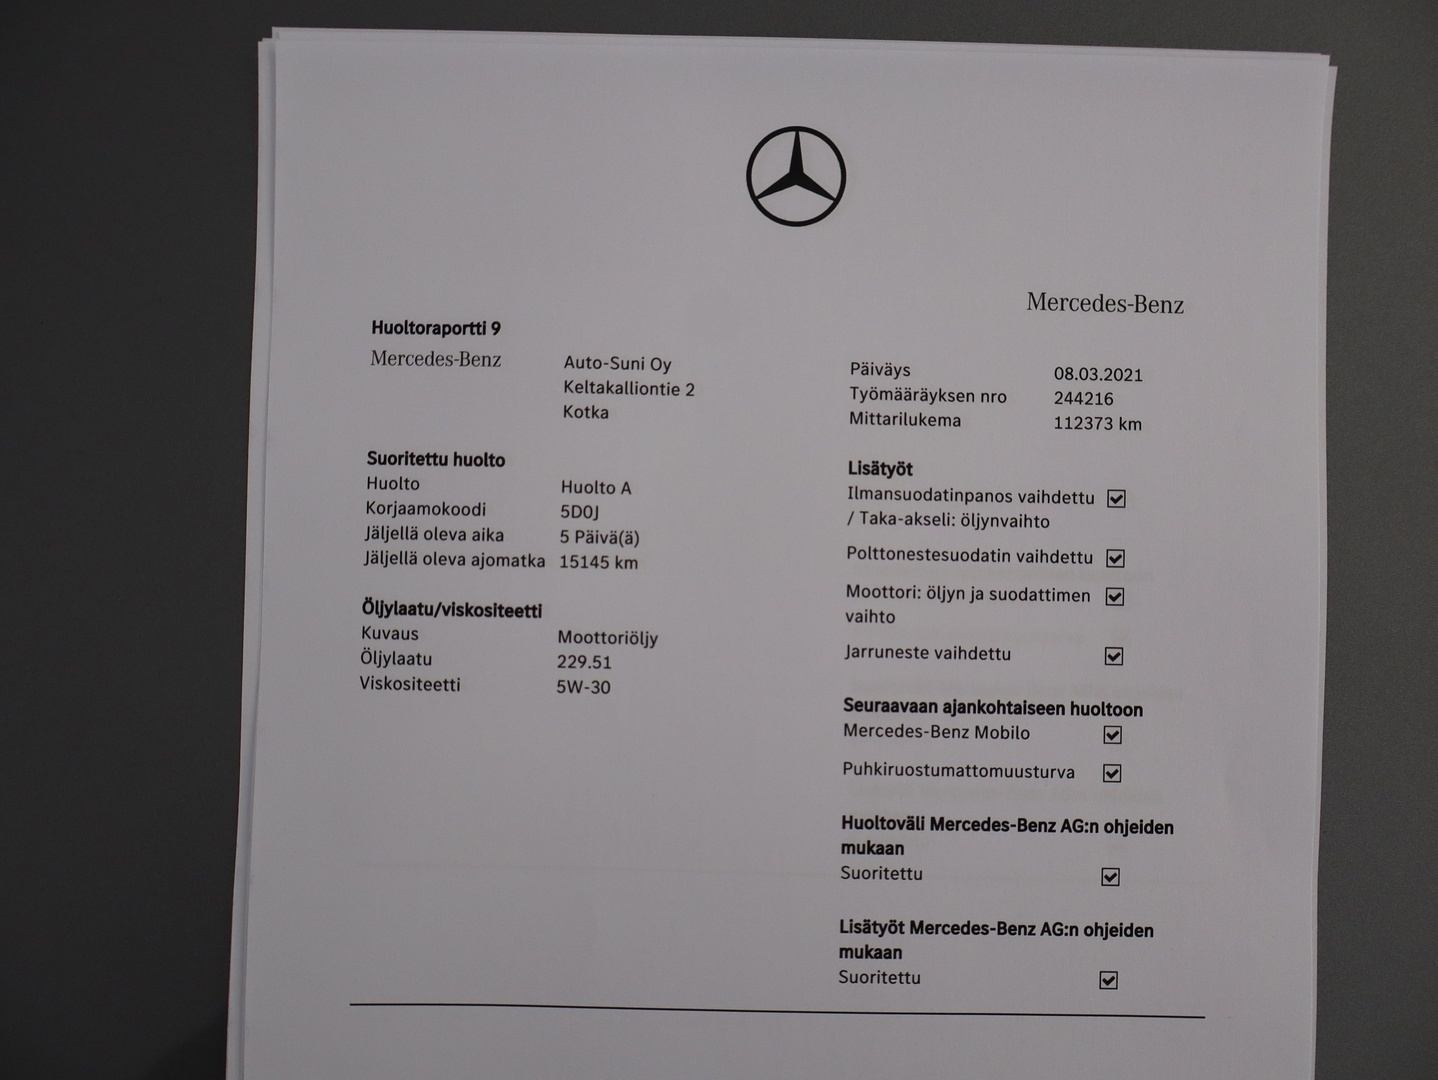 Mercedes-Benz
Huoltoraportti 9
Mercedes-Benz
Auto-Suni Oy
Keltakalliontie 2
Kotka
Päiväys 08.03.2021
Työmääräyksen nro 244216
Mittarilukema 112373 km
Suoritettu huolto
Huolto Huolto A
Korjaamokoodi 5D0J
Jäljellä oleva aika 5 Päivä(ä)
Jäljellä oleva ajomatka 15145 km
Öljylaatu/viskositeetti
Kuvaus Moottoriöljy
Öljylaatu 229.51
Viskositeetti 5W-30
Lisätyöt
Ilmansuodatinpanos vaihdettu
/ Taka-akseli: öljynvaihto
Polttonestesuodatin vaihdettu
Moottori: öljyn ja suodattimen
vaihto
Jarruneste vaihdettu
Seuraavaan ajankohtaiseen huoltoon
Mercedes-Benz Mobilo
Puhkiruostumattomuusturva
Huoltoväli Mercedes-Benz AG:n ohjeiden
mukaan
Suoritettu
Lisätyöt Mercedes-Benz AG:n ohjeiden
mukaan
Suoritettu